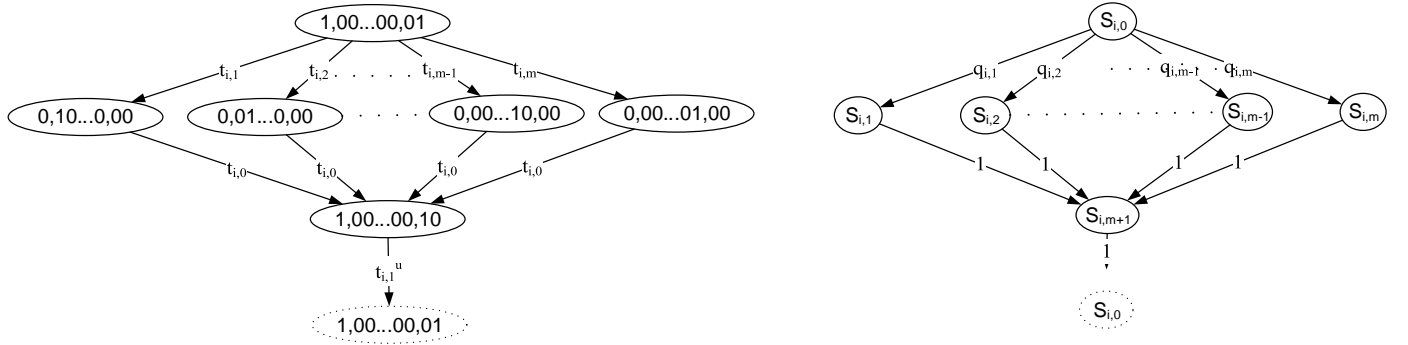 1,00...00,01
t_{i,1} t_{i,2} . . . . . . t_{i,m-1} t_{i,m}
0,10...0,00 0,01...0,00 . . . . . 0,00...10,00 0,00...01,00
t_{i,0} t_{i,0} t_{i,0} t_{i,0}
1,00...00,10
t_{i,1}^u
1,00...00,01
S_{i,0}
q_{i,1} q_{i,2} . . . . . . q_{i,m-1} q_{i,m}
S_{i,1} S_{i,2} . . . . . . . . . . . . S_{i,m-1} S_{i,m}
1 1 1 1
S_{i,m+1}
1
S_{i,0}